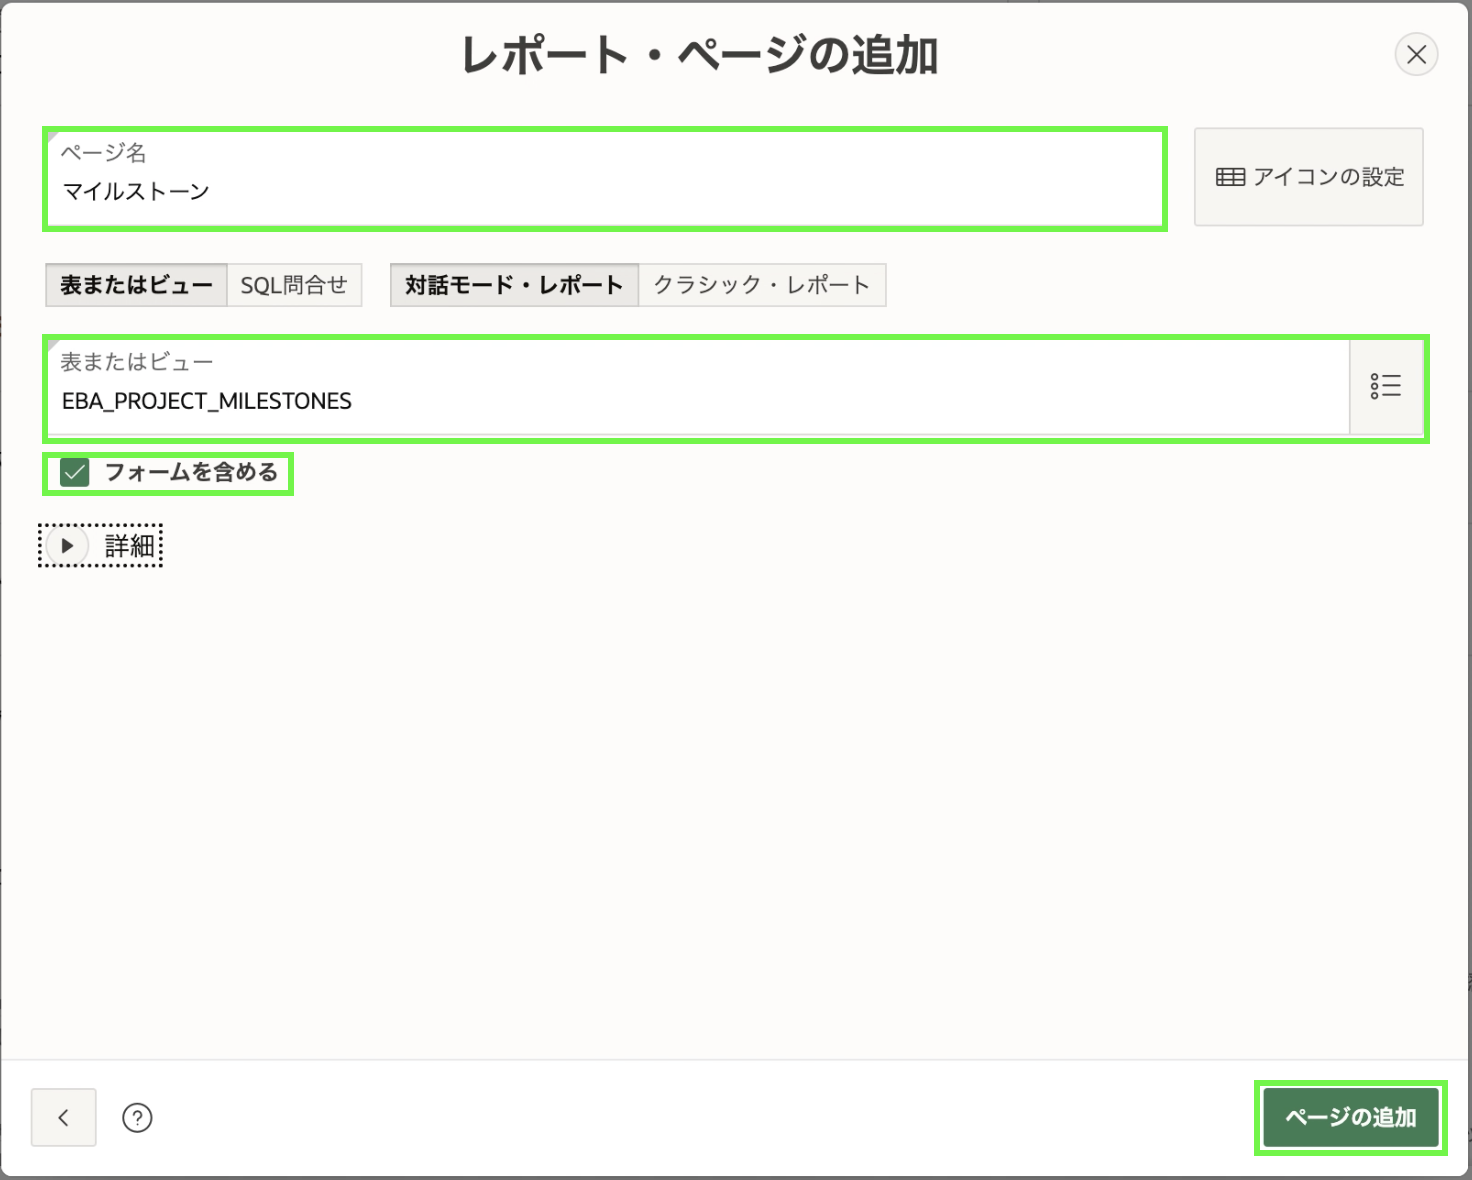 レポート・ページの追加
ページ名
マイルストーン
アイコンの設定
表またはビュー SQL問合せ 対話モード・レポート クラシック・レポート
表またはビュー
EBA_PROJECT_MILESTONES
フォームを含める
詳細
ページの追加